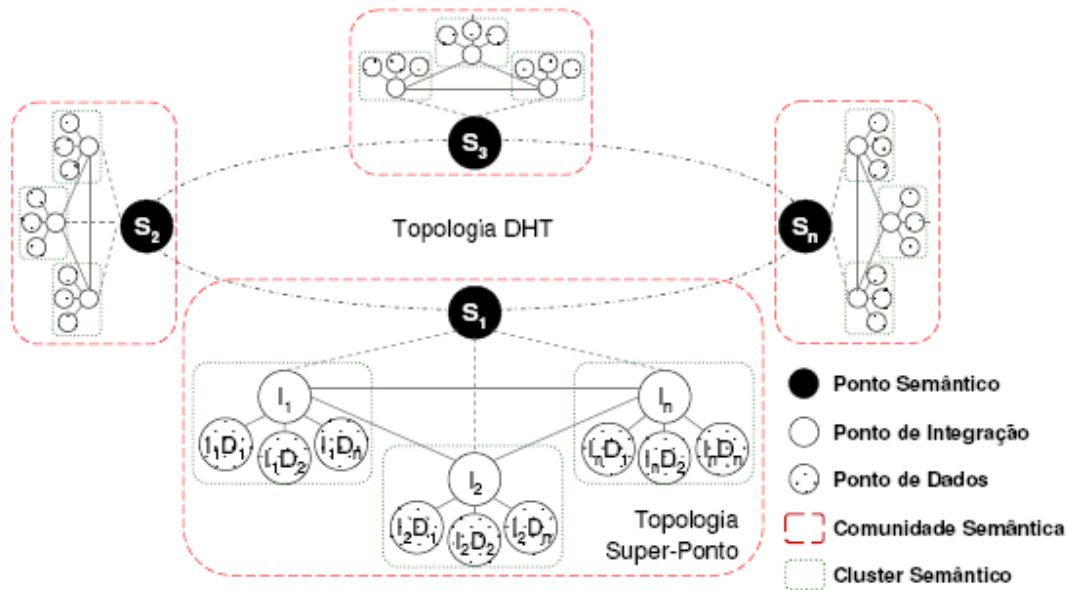 S3
S2
Topologia DHT
Sn
S1
I1
In
I1D1
I1D2
I1Dn
InD1
InD2
InDn
I2
I2D1
I2D2
I2Dn
Topologia
Super-Ponto
Ponto Semântico
Ponto de Integração
Ponto de Dados
Comunidade Semântica
Cluster Semântico